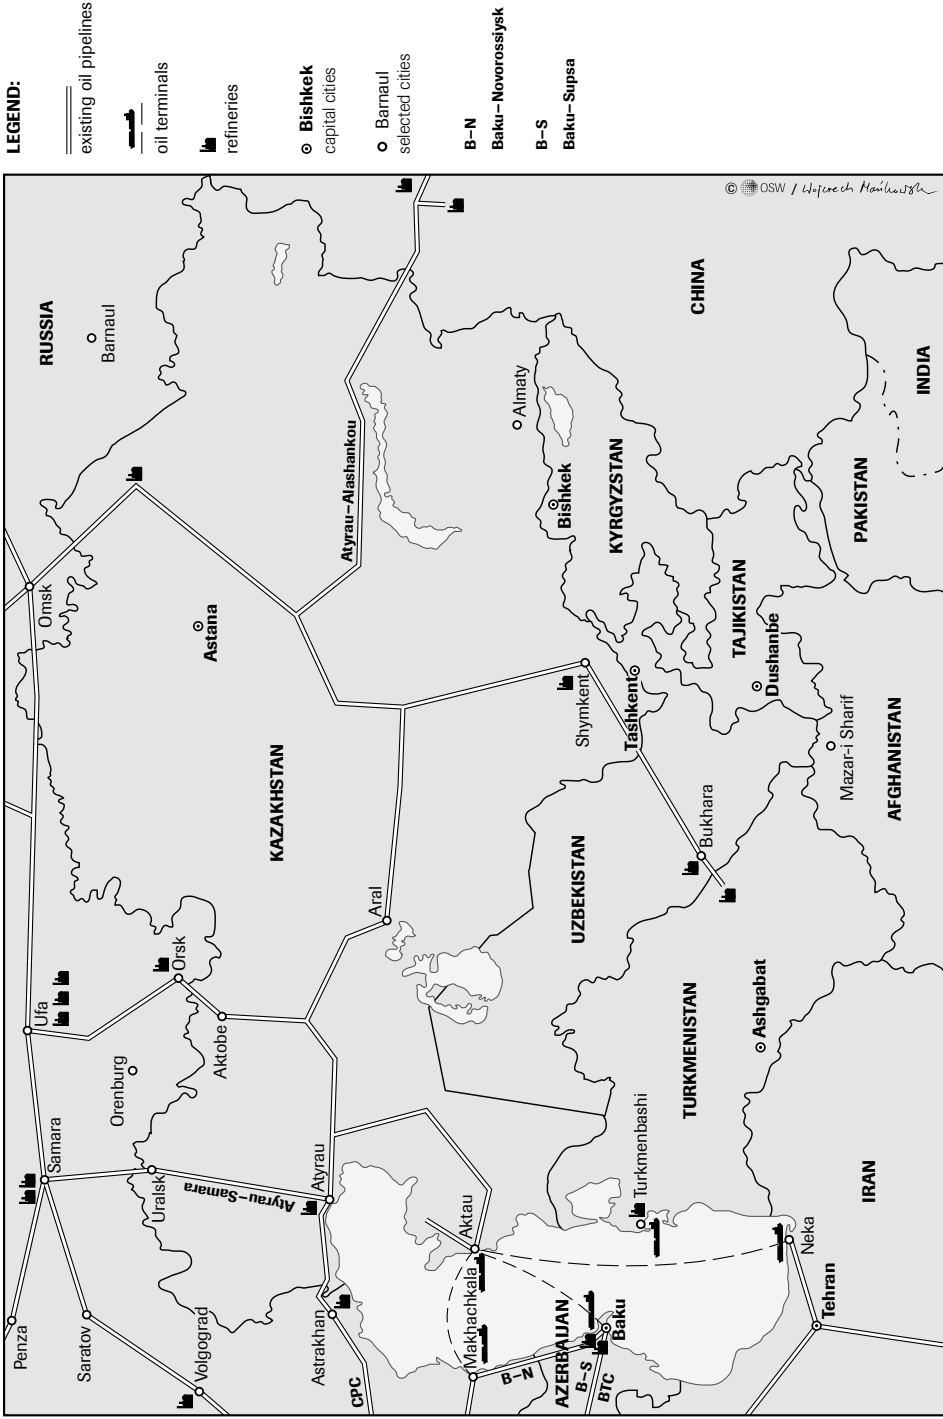 LEGEND:
existing oil pipelines
oil terminals
refineries
Bishkek
capital cities
Barnaul
selected cities
B–N
Baku–Novorossiysk
B–S
Baku–Supsa
Penza
Samara
Ufa
Omsk
RUSSIA
Barnaul
Saratov
Orenburg
Uralsk
Orsk
Volgograd
Atyrau–Samara
Aktobe
Astana
KAZAKHSTAN
Astrakhan
Atyrau
CPC
Aral
Atyrau–Alashankou
Makhachkala
Aktau
Almaty
B–N
Shymkent
Bishkek
AZERBAIJAN
B–S
BTC
Baku
UZBEKISTAN
KYRGYZSTAN
Tashkent
Turkmenbashi
TURKMENISTAN
Bukhara
CHINA
TAJIKISTAN
Ashgabat
Dushanbe
Neka
Tehran
Mazar-i Sharif
PAKISTAN
IRAN
AFGHANISTAN
INDIA
© OSW / Wojciech Mańkowski